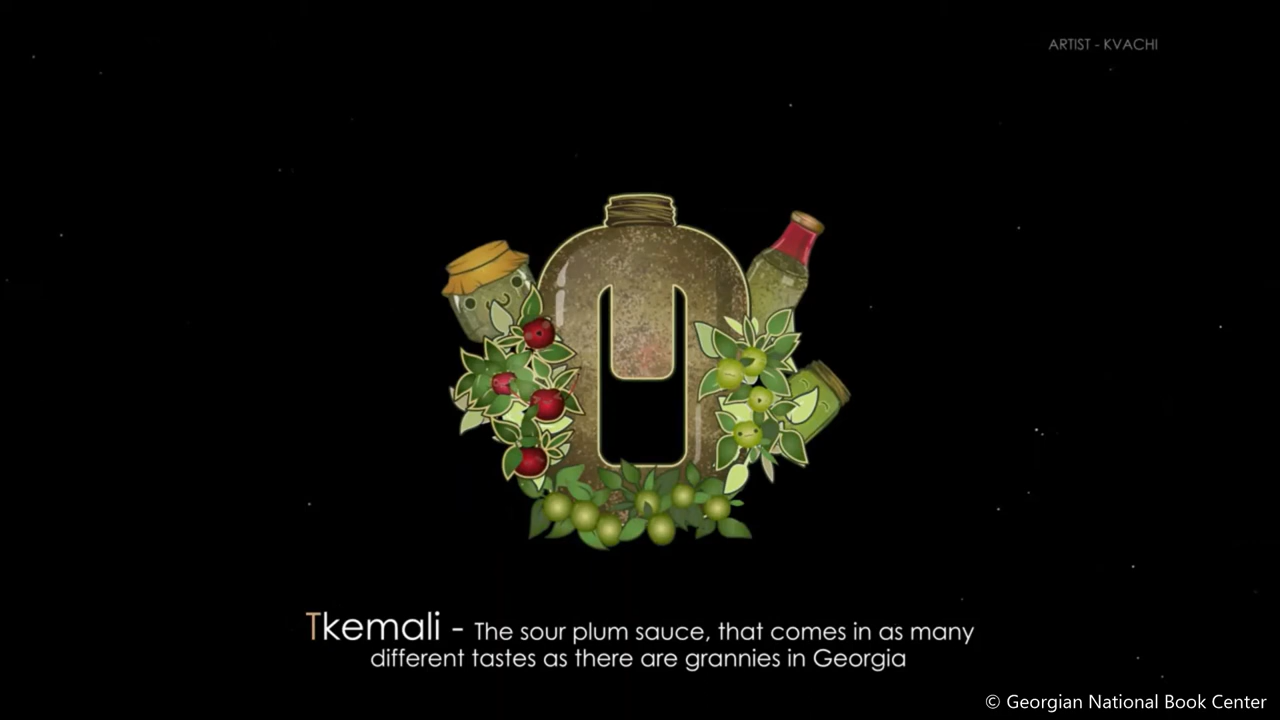 ARTIST - KVACHI
ტ
Tkemali - The sour plum sauce, that comes in as many
different tastes as there are grannies in Georgia
© Georgian National Book Center